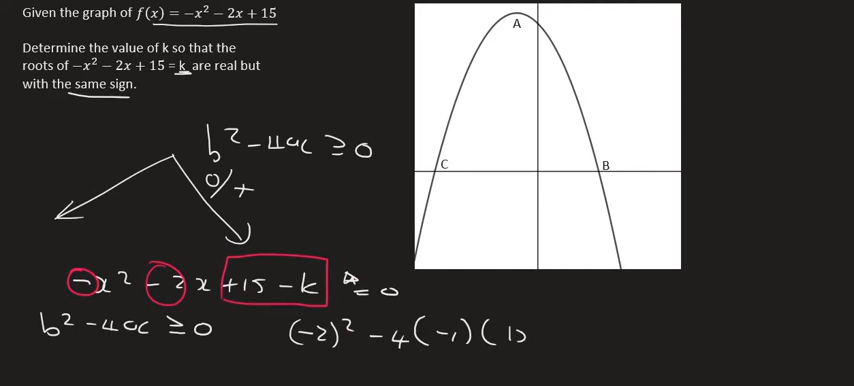 Given the graph of f(x) = −x² − 2x + 15
Determine the value of k so that the
roots of −x² − 2x + 15 = k are real but
with the same sign.
A
C
B
b² - 4ac ≥ 0
0/+
-x² - 2x +15 - k = 0
b² - 4ac ≥ 0
(-2)² - 4(-1)(15